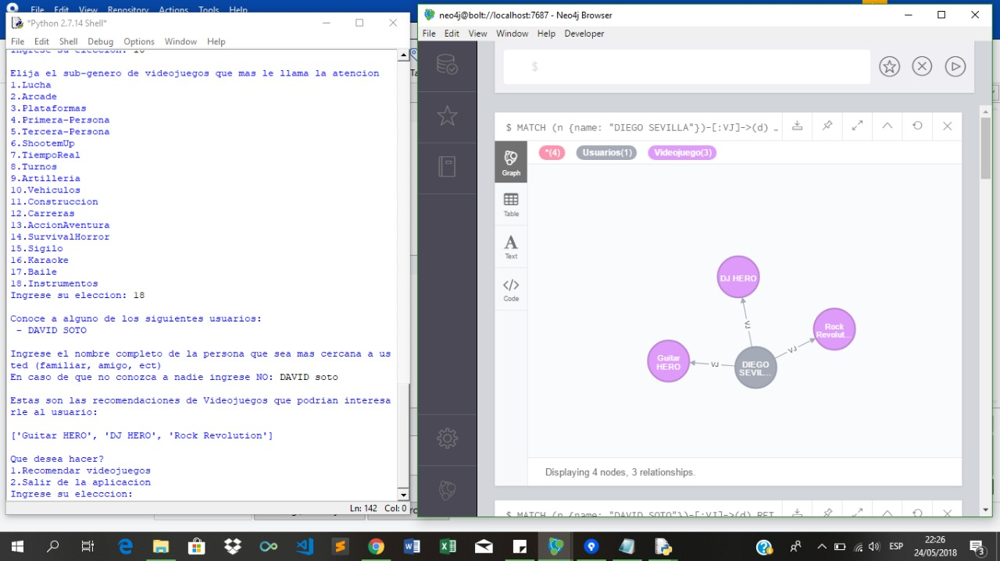 File Edit View Repository Actions Tools Help
*Python 2.7.14 Shell*
File Edit Shell Debug Options Window Help
Ingrese su eleccion: 10
Elija el sub-genero de videojuegos que mas le llama la atencion
1.Lucha
2.Arcade
3.Plataformas
4.Primera-Persona
5.Tercera-Persona
6.ShootemUp
7.TiempoReal
8.Turnos
9.Artilleria
10.Vehiculos
11.Construccion
12.Carreras
13.AccionAventura
14.SurvivalHorror
15.Sigilo
16.Karaoke
17.Baile
18.Instrumentos
Ingrese su eleccion: 18
Conoce a alguno de los siguientes usuarios:
- DAVID SOTO
Ingrese el nombre completo de la persona que sea mas cercana a us
ted (familiar, amigo, ect)
En caso de que no conozca a nadie ingrese NO: DAVID soto
Estas son las recomendaciones de Videojuegos que podrian interesa
rle al usuario:
['Guitar HERO', 'DJ HERO', 'Rock Revolution']
Que desea hacer?
1.Recomendar videojuegos
2.Salir de la aplicacion
Ingrese su elecccion:
Ln: 142 Col: 0
neo4j@bolt://localhost:7687 - Neo4j Browser
File Edit View Window Help Developer
$
$ MATCH (n {name: "DIEGO SEVILLA"})-[:VJ]->(d) …
*(4) Usuarios(1) Videojuego(3)
Graph
Table
Text
Code
DJ HERO
VJ
Rock
Revolut…
VJ
Guitar
HERO
VJ
DIEGO
SEVIL…
Displaying 4 nodes, 3 relationships.
$ MATCH (n {name: "DAVID SOTO"})-[:VJ]->(d) RET…
ESP
22:26
24/05/2018
3